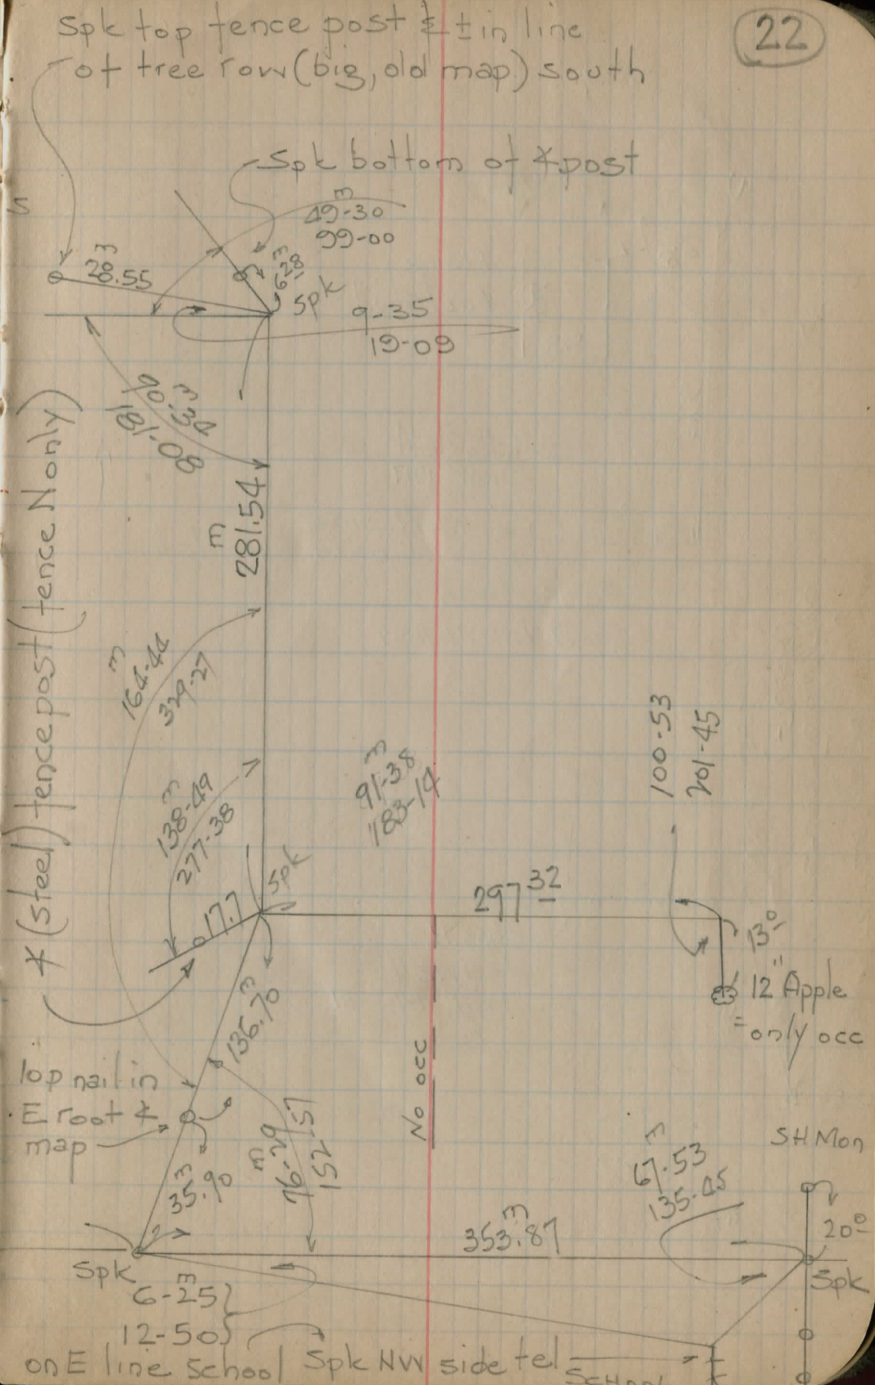 22
Spk top fence post ± in line
of tree row (big, old map) south
Spk bottom of 4post
S
m
49-30
99-00
m
28.55
m
6.28
Spk
9-35
19-09
m
90-34
181-08
m
281.54
(steel) fence post (fence N only)
m
164-44
329-27
m
138-49
277-38
m
91-38
183-14
100-53
201-45
Spk
17.7
297 32
13º
12" Apple
= only occ
m
136.70
No occ
Top nail in
E root
map
m
35.90
m
76-29
152-57
SH Mon
m
67-53
135-45
20º
m
353.87
Spk
Spk
m
6-25
12-50
on E line School
Spk NW side tel
School